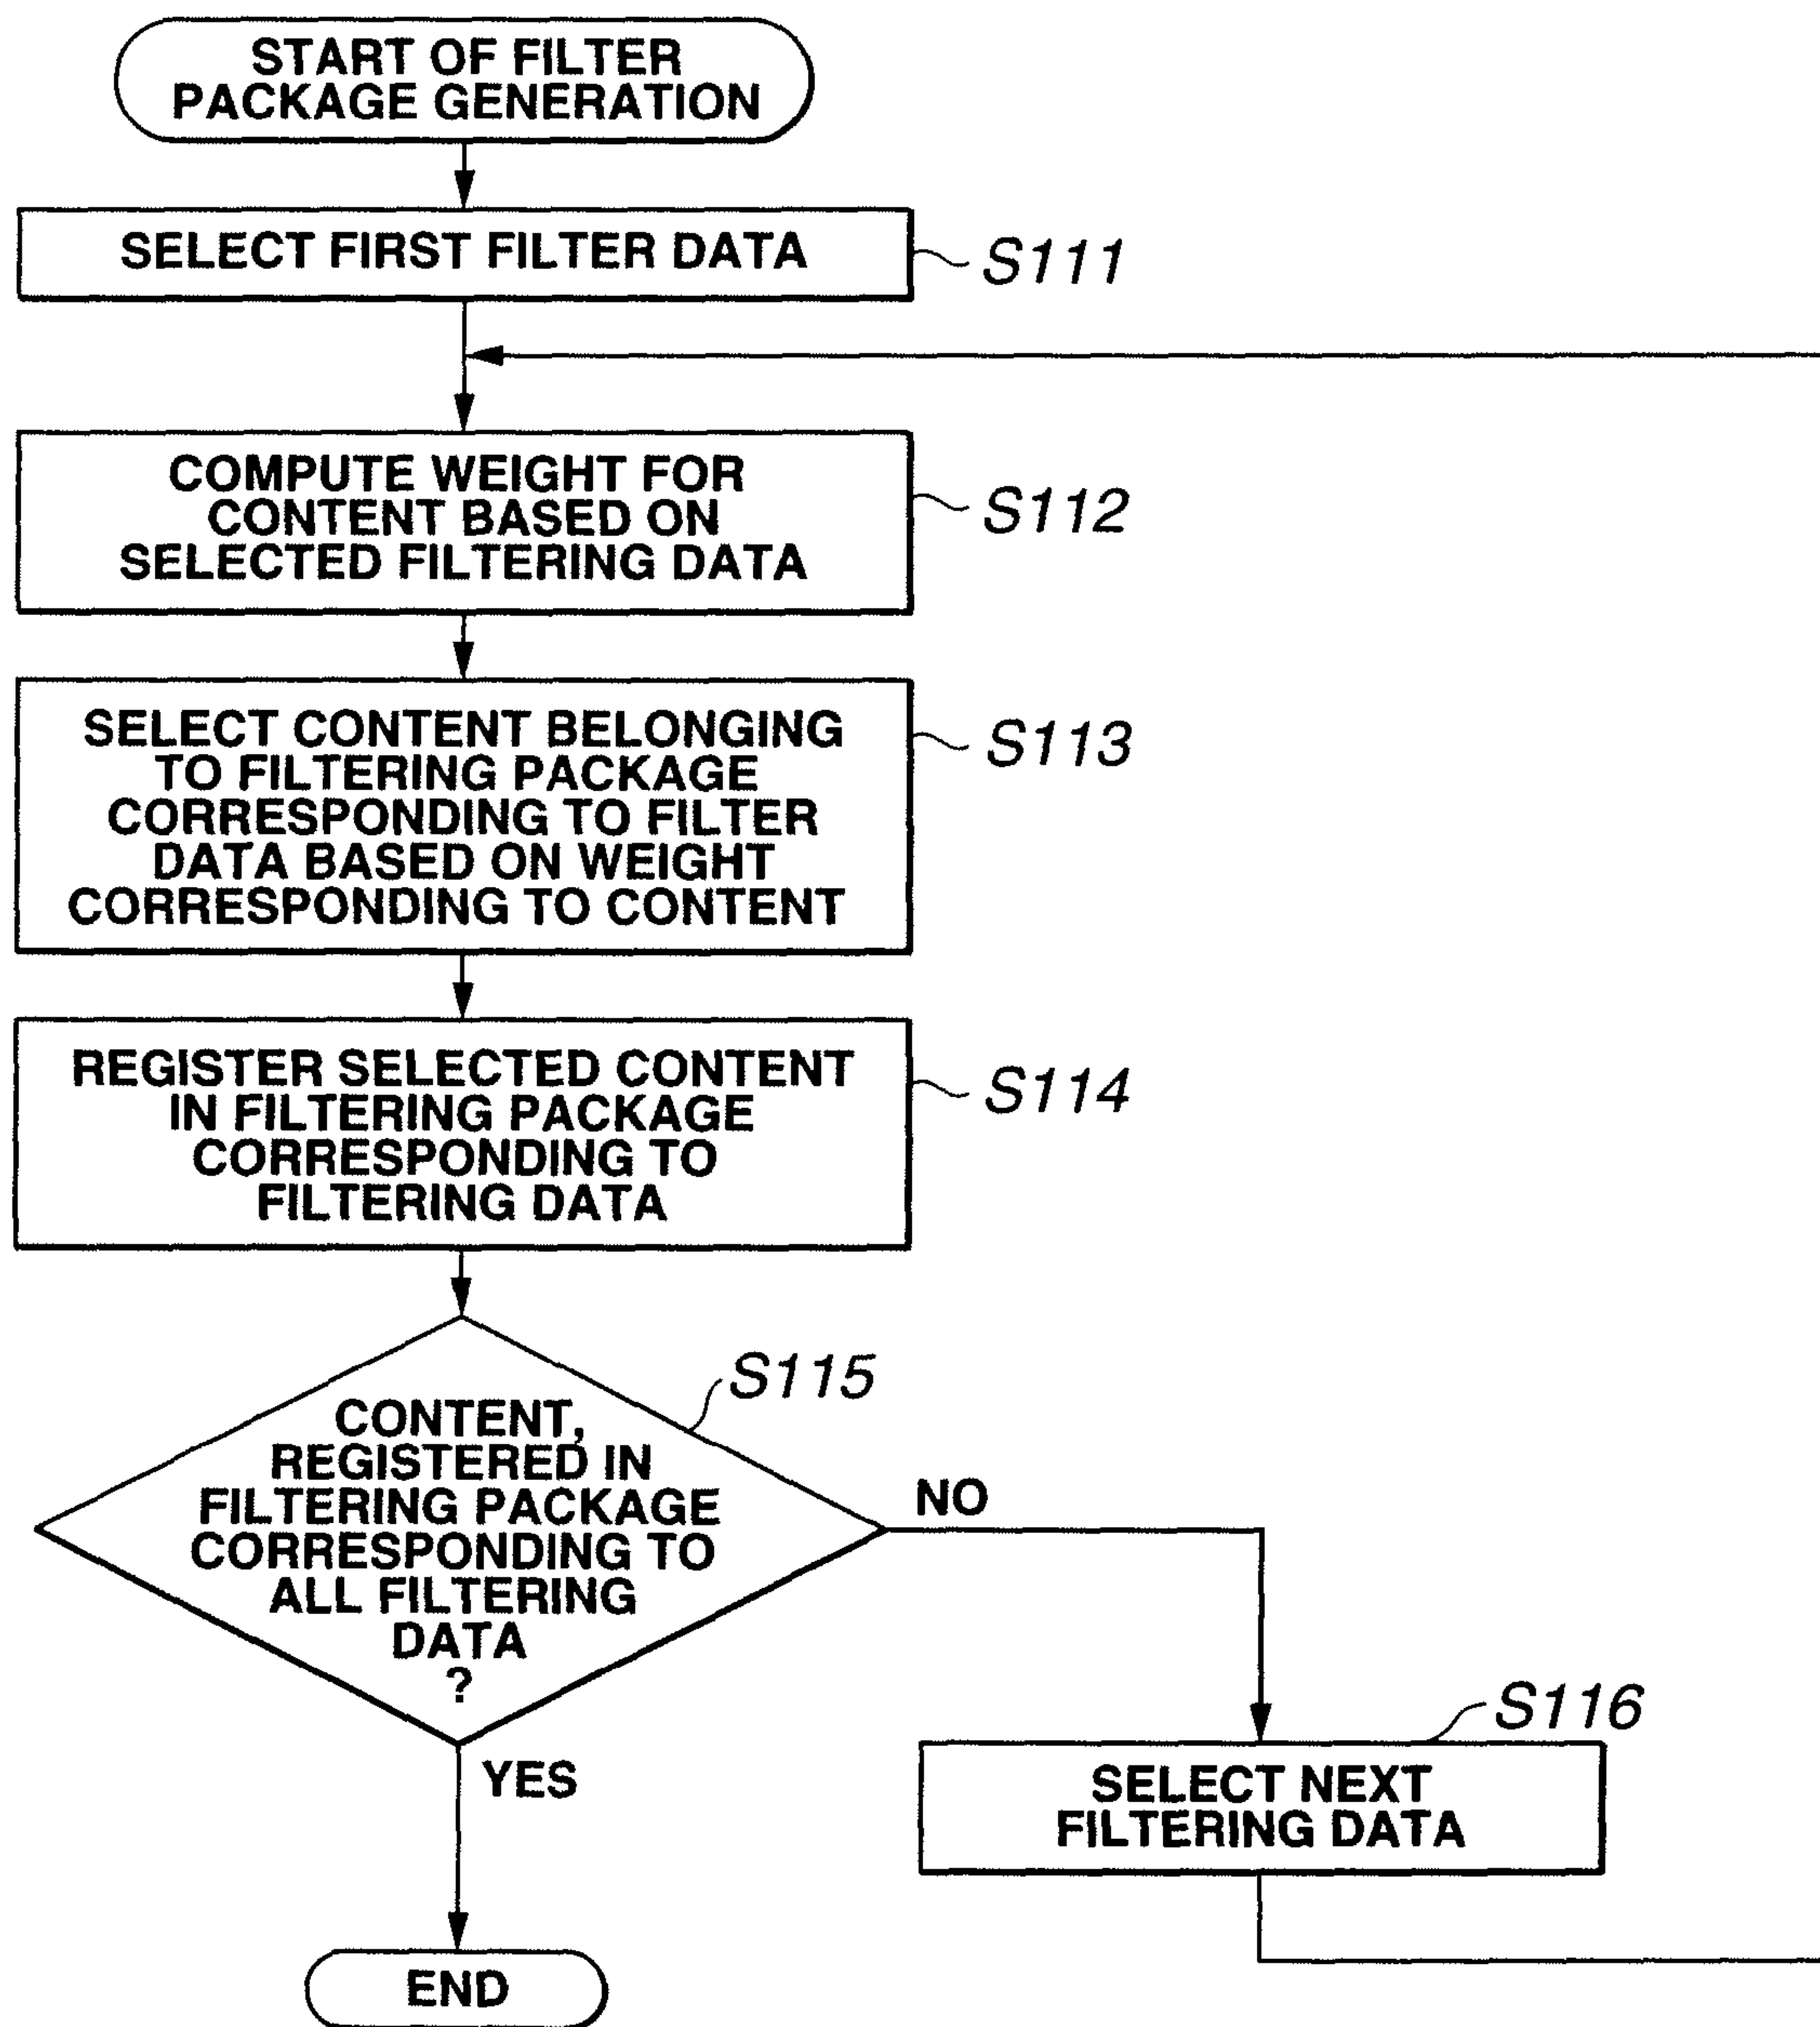 START OF FILTER
PACKAGE GENERATION
SELECT FIRST FILTER DATA
S111
COMPUTE WEIGHT FOR
CONTENT BASED ON
SELECTED FILTERING DATA
S112
SELECT CONTENT BELONGING
TO FILTERING PACKAGE
CORRESPONDING TO FILTER
DATA BASED ON WEIGHT
CORRESPONDING TO CONTENT
S113
REGISTER SELECTED CONTENT
IN FILTERING PACKAGE
CORRESPONDING TO
FILTERING DATA
S114
S115
CONTENT,
REGISTERED IN
FILTERING PACKAGE
CORRESPONDING TO
ALL FILTERING
DATA
?
NO
YES
S116
SELECT NEXT
FILTERING DATA
END